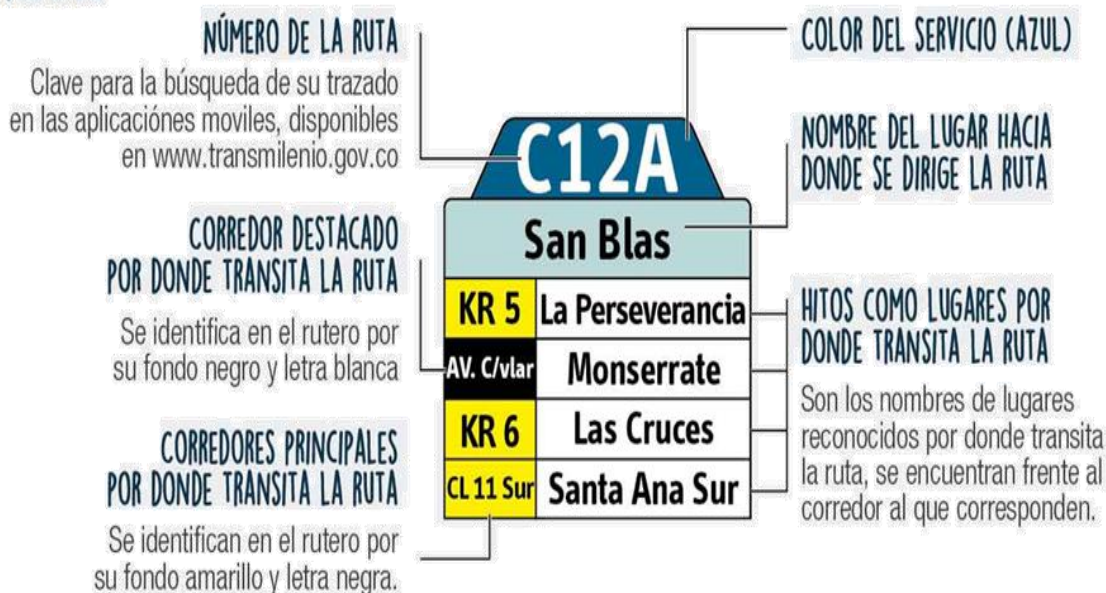 NÚMERO DE LA RUTA
Clave para la búsqueda de su trazado
en las aplicaciónes moviles, disponibles
en www.transmilenio.gov.co
CORREDOR DESTACADO
POR DONDE TRANSITA LA RUTA
Se identifica en el rutero por
su fondo negro y letra blanca
CORREDORES PRINCIPALES
POR DONDE TRANSITA LA RUTA
Se identifican en el rutero por
su fondo amarillo y letra negra.
C12A
San Blas
KR 5 La Perseverancia
AV. C/vlar Monserrate
KR 6 Las Cruces
CL 11 Sur Santa Ana Sur
COLOR DEL SERVICIO (AZUL)
NOMBRE DEL LUGAR HACIA
DONDE SE DIRIGE LA RUTA
HITOS COMO LUGARES POR
DONDE TRANSITA LA RUTA
Son los nombres de lugares
reconocidos por donde transita
la ruta, se encuentran frente al
corredor al que corresponden.